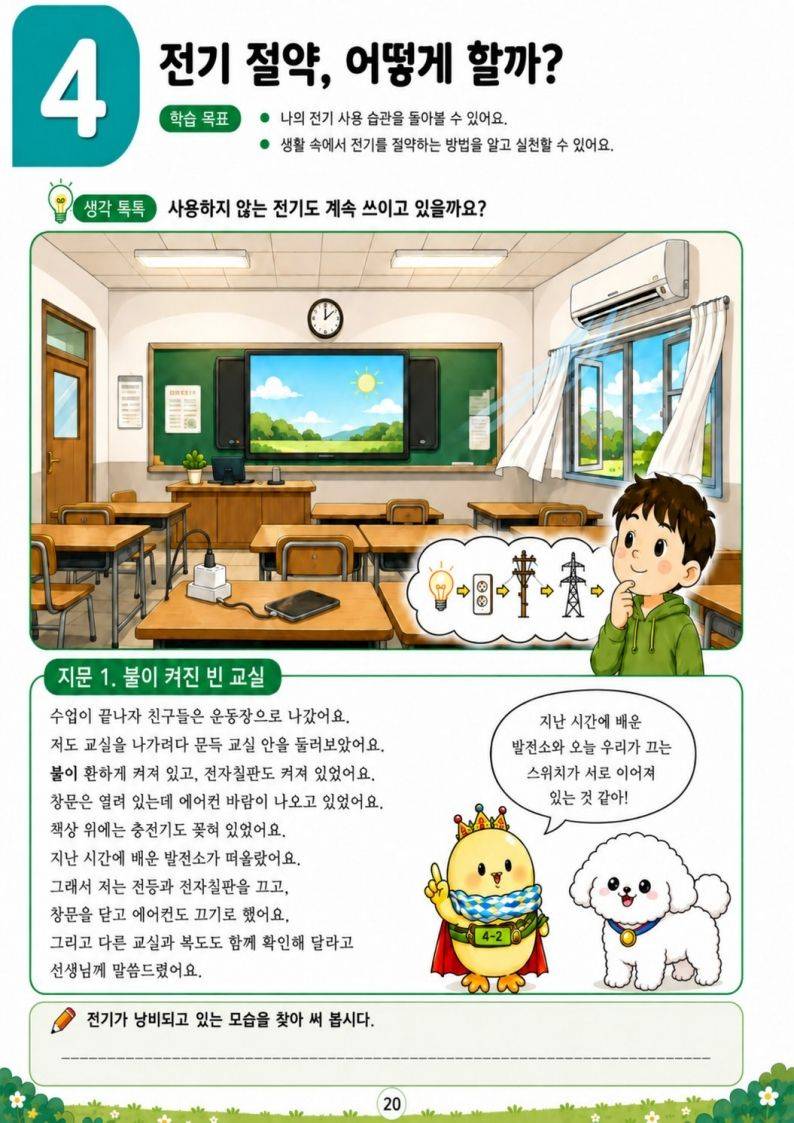 4
전기 절약, 어떻게 할까?
학습 목표
● 나의 전기 사용 습관을 돌아볼 수 있어요.
● 생활 속에서 전기를 절약하는 방법을 알고 실천할 수 있어요.
생각 톡톡
사용하지 않는 전기도 계속 쓰이고 있을까요?
지문 1. 불이 켜진 빈 교실
수업이 끝나자 친구들은 운동장으로 나갔어요.
저도 교실을 나가려다 문득 교실 안을 둘러보았어요.
불이 환하게 켜져 있고, 전자칠판도 켜져 있었어요.
창문은 열려 있는데 에어컨 바람이 나오고 있었어요.
책상 위에는 충전기도 꽂혀 있었어요.
지난 시간에 배운 발전소가 떠올랐어요.
그래서 저는 전등과 전자칠판을 끄고,
창문을 닫고 에어컨도 끄기로 했어요.
그리고 다른 교실과 복도도 함께 확인해 달라고
선생님께 말씀드렸어요.
지난 시간에 배운
발전소와 오늘 우리가 끄는
스위치가 서로 이어져
있는 것 같아!
4-2
전기가 낭비되고 있는 모습을 찾아 써 봅시다.
20